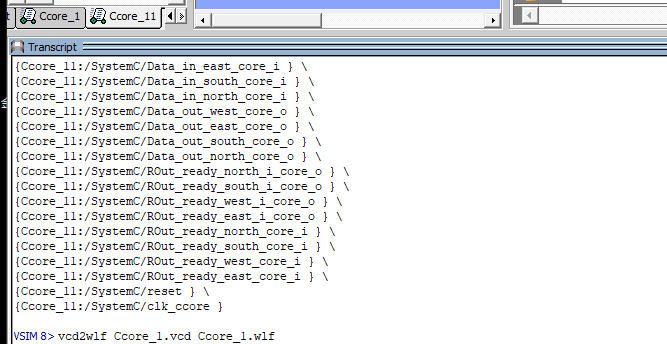 Ccore_1 Ccore_11
Transcript
{Ccore_11:/SystemC/Data_in_east_core_i } \
{Ccore_11:/SystemC/Data_in_south_core_i } \
{Ccore_11:/SystemC/Data_in_north_core_i } \
{Ccore_11:/SystemC/Data_out_west_core_o } \
{Ccore_11:/SystemC/Data_out_east_core_o } \
{Ccore_11:/SystemC/Data_out_south_core_o } \
{Ccore_11:/SystemC/Data_out_north_core_o } \
{Ccore_11:/SystemC/ROut_ready_north_i_core_o } \
{Ccore_11:/SystemC/ROut_ready_south_i_core_o } \
{Ccore_11:/SystemC/ROut_ready_west_i_core_o } \
{Ccore_11:/SystemC/ROut_ready_east_i_core_o } \
{Ccore_11:/SystemC/ROut_ready_north_core_i } \
{Ccore_11:/SystemC/ROut_ready_south_core_i } \
{Ccore_11:/SystemC/ROut_ready_west_core_i } \
{Ccore_11:/SystemC/ROut_ready_east_core_i } \
{Ccore_11:/SystemC/reset } \
{Ccore_11:/SystemC/clk_ccore }
VSIM 8> vcd2wlf Ccore_1.vcd Ccore_1.wlf